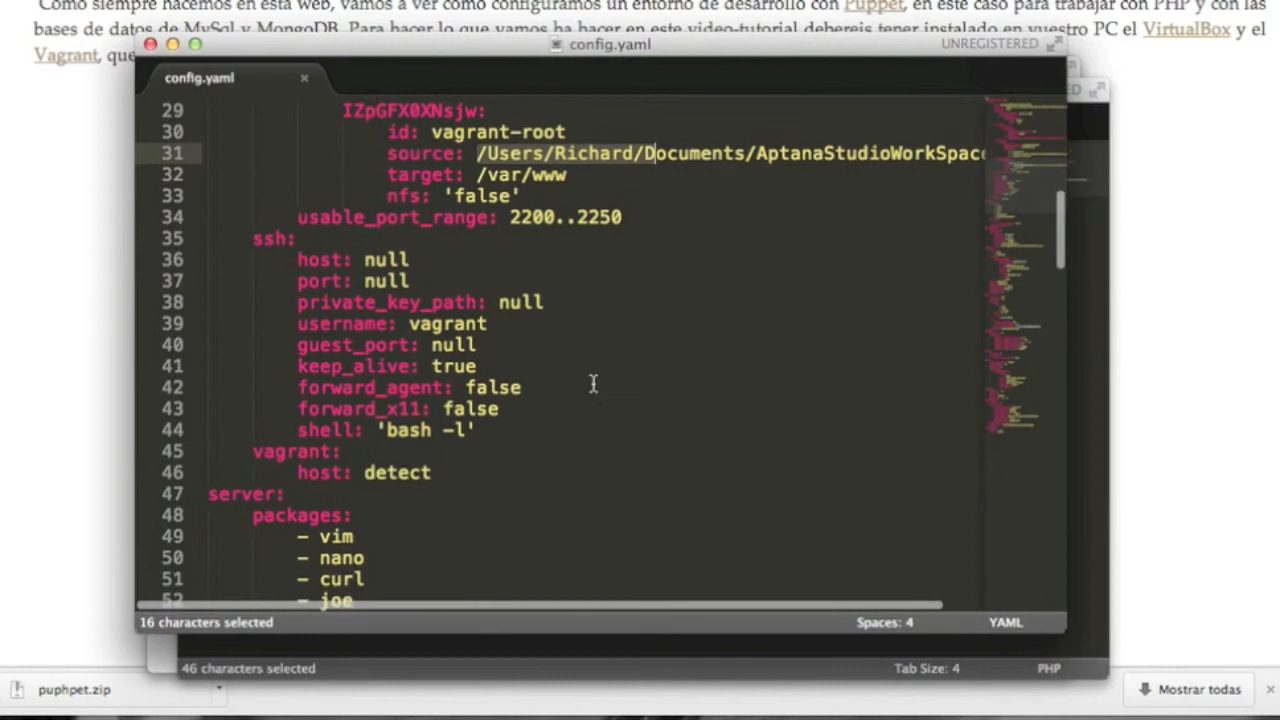 Como siempre hacemos en esta web, vamos a ver como configuramos un entorno de desarrollo con Puppet, en este caso para trabajar con PHP y con las
bases de datos de MySql y MongoDB. Para hacer lo que vamos ha hacer en este video-tutorial debereis tener instalado en vuestro PC el VirtualBox y el
Vagrant, que
config.yaml
UNREGISTERED
config.yaml ×
29 IZpGFX0XNsjw:
30 id: vagrant-root
31 source: /Users/Richard/Documents/AptanaStudioWorkSpace
32 target: /var/www
33 nfs: 'false'
34 usable_port_range: 2200..2250
35 ssh:
36 host: null
37 port: null
38 private_key_path: null
39 username: vagrant
40 guest_port: null
41 keep_alive: true
42 forward_agent: false
43 forward_x11: false
44 shell: 'bash -l'
45 vagrant:
46 host: detect
47 server:
48 packages:
49 - vim
50 - nano
51 - curl
52 - joe
16 characters selected Spaces: 4 YAML
46 characters selected Tab Size: 4 PHP
puphpet.zip
Mostrar todas